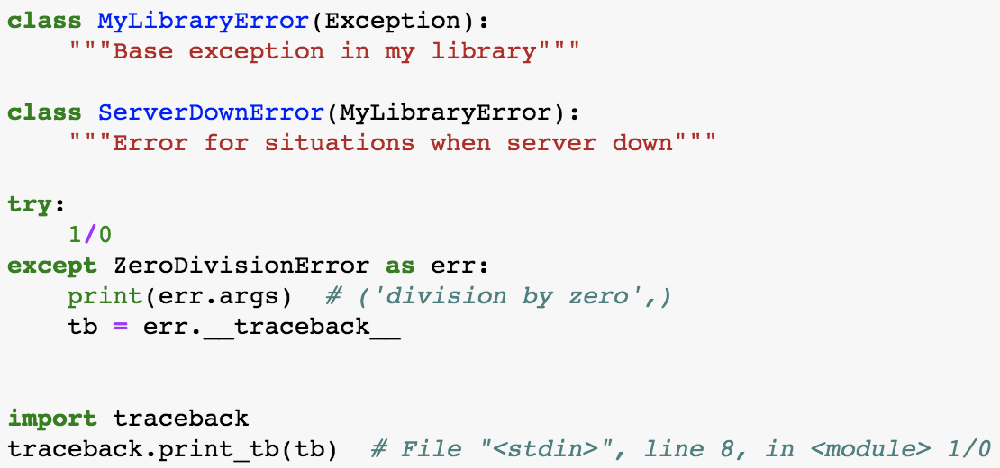 class MyLibraryError(Exception):
    """Base exception in my library"""
class ServerDownError(MyLibraryError):
    """Error for situations when server down"""
try:
    1/0
except ZeroDivisionError as err:
    print(err.args)  # ('division by zero',)
    tb = err.__traceback__
import traceback
traceback.print_tb(tb)  # File "<stdin>", line 8, in <module> 1/0